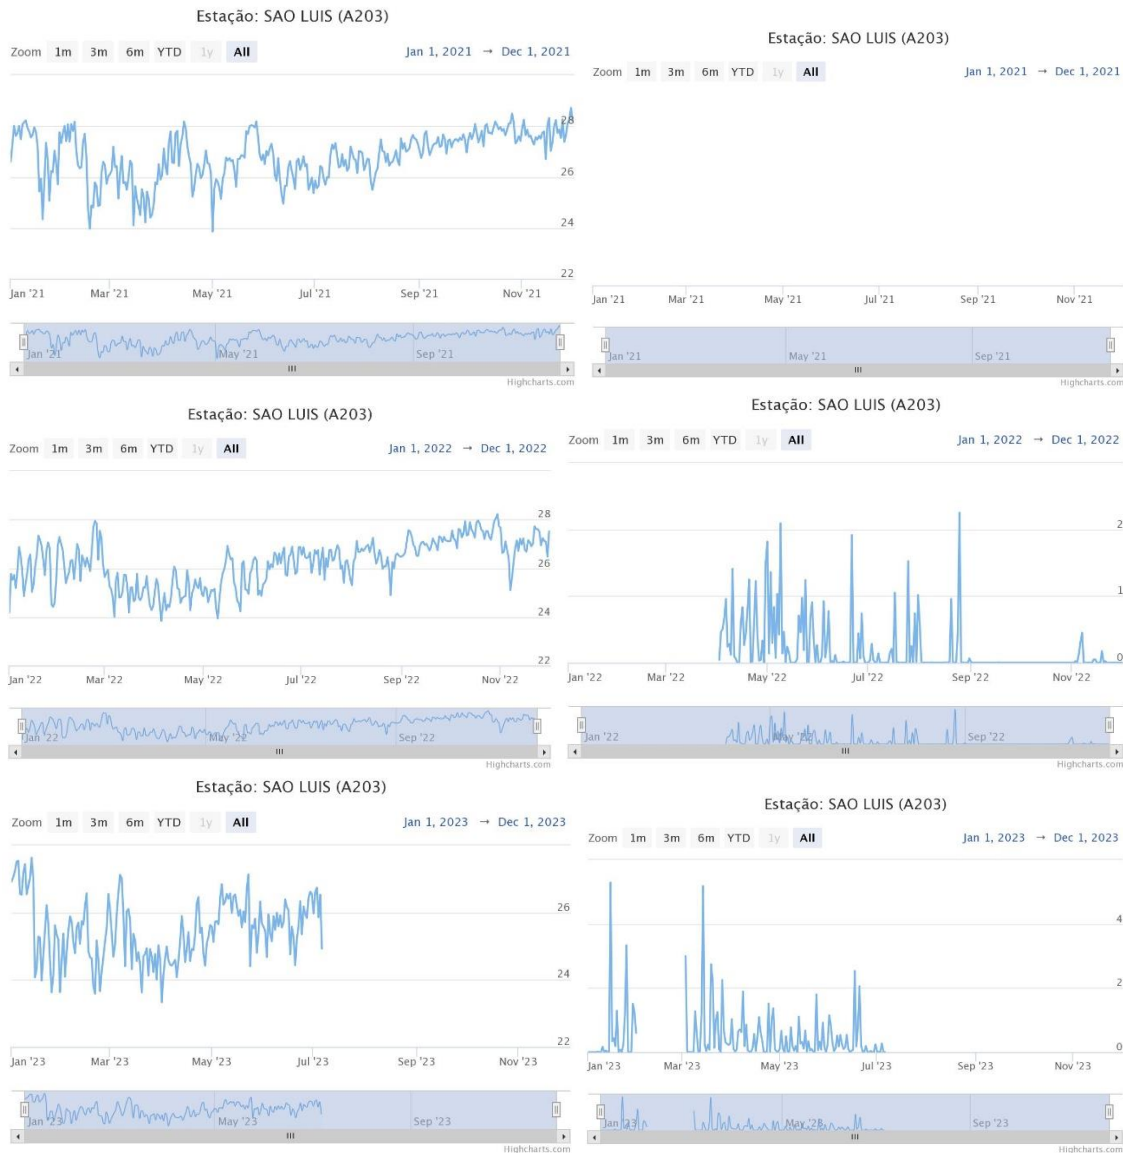 Estação: SAO LUIS (A203)
Zoom 1m 3m 6m YTD 1y All Jan 1, 2021 → Dec 1, 2021
28
26
24
22
Jan '21 Mar '21 May '21 Jul '21 Sep '21 Nov '21
Jan '21 May '21 Sep '21
Highcharts.com
Estação: SAO LUIS (A203)
Zoom 1m 3m 6m YTD 1y All Jan 1, 2021 → Dec 1, 2021
Jan '21 Mar '21 May '21 Jul '21 Sep '21 Nov '21
Jan '21 May '21 Sep '21
Highcharts.com
Estação: SAO LUIS (A203)
Zoom 1m 3m 6m YTD 1y All Jan 1, 2022 → Dec 1, 2022
28
26
24
22
Jan '22 Mar '22 May '22 Jul '22 Sep '22 Nov '22
Jan '22 May '22 Sep '22
Highcharts.com
Estação: SAO LUIS (A203)
Zoom 1m 3m 6m YTD 1y All Jan 1, 2022 → Dec 1, 2022
2
1
0
Jan '22 Mar '22 May '22 Jul '22 Sep '22 Nov '22
Jan '22 May '22 Sep '22
Highcharts.com
Estação: SAO LUIS (A203)
Zoom 1m 3m 6m YTD 1y All Jan 1, 2023 → Dec 1, 2023
26
24
22
Jan '23 Mar '23 May '23 Jul '23 Sep '23 Nov '23
Jan '23 May '23 Sep '23
Highcharts.com
Estação: SAO LUIS (A203)
Zoom 1m 3m 6m YTD 1y All Jan 1, 2023 → Dec 1, 2023
4
2
0
Jan '23 Mar '23 May '23 Jul '23 Sep '23 Nov '23
Jan '23 May '23 Sep '23
Highcharts.com